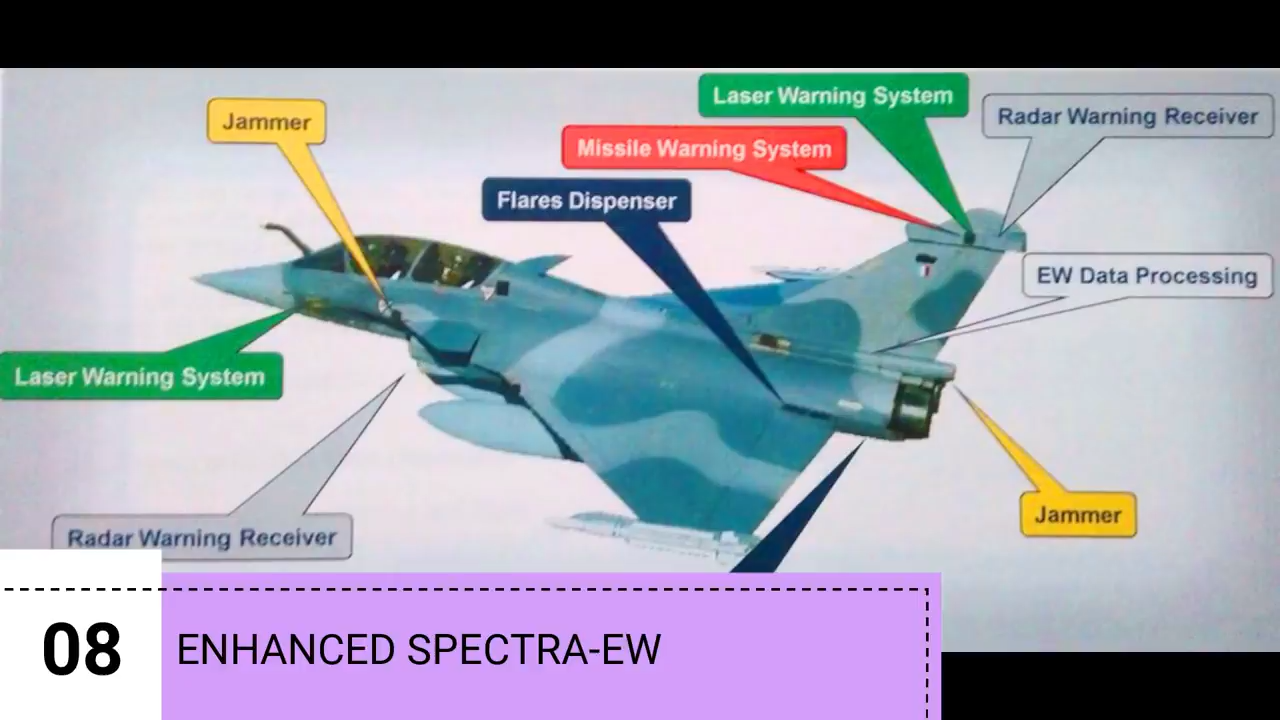 Laser Warning System
Jammer
Radar Warning Receiver
Missile Warning System
Flares Dispenser
EW Data Processing
Laser Warning System
Jammer
Radar Warning Receiver
08
ENHANCED SPECTRA-EW